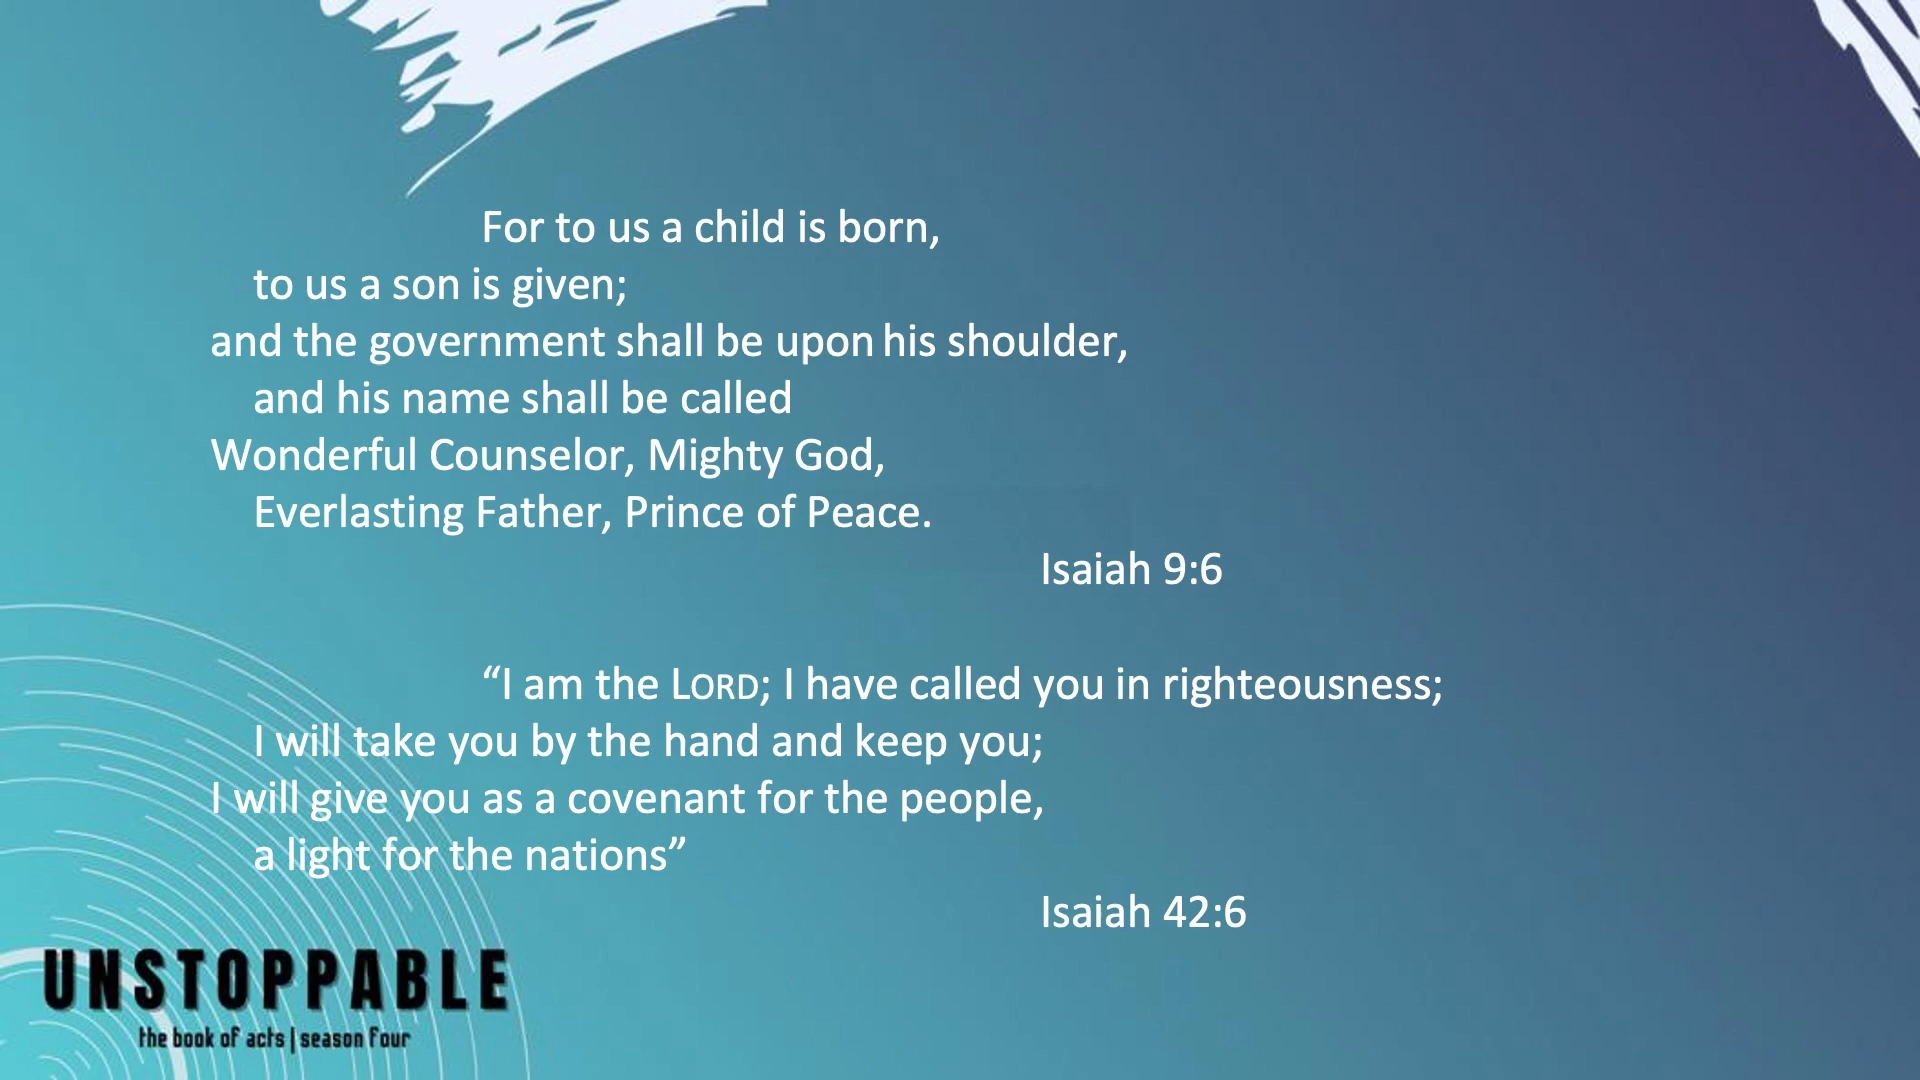 For to us a child is born,
to us a son is given;
and the government shall be upon his shoulder,
and his name shall be called
Wonderful Counselor, Mighty God,
Everlasting Father, Prince of Peace.
Isaiah 9:6
“I am the LORD; I have called you in righteousness;
I will take you by the hand and keep you;
I will give you as a covenant for the people,
a light for the nations”
Isaiah 42:6
UNSTOPPABLE
the book of acts | season four